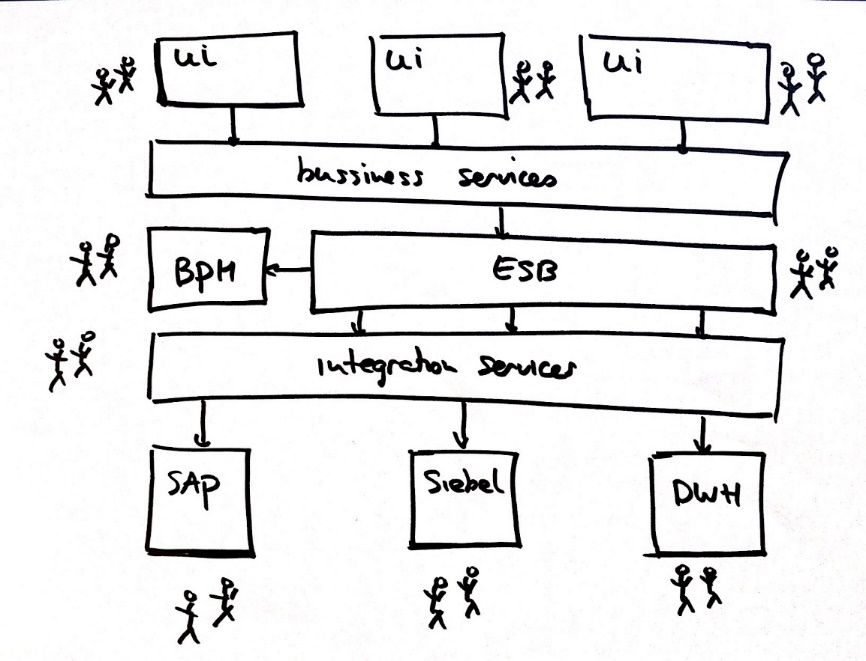 ui
ui
ui
bussiness services
BPM
ESB
integration services
SAP
Siebel
DWH